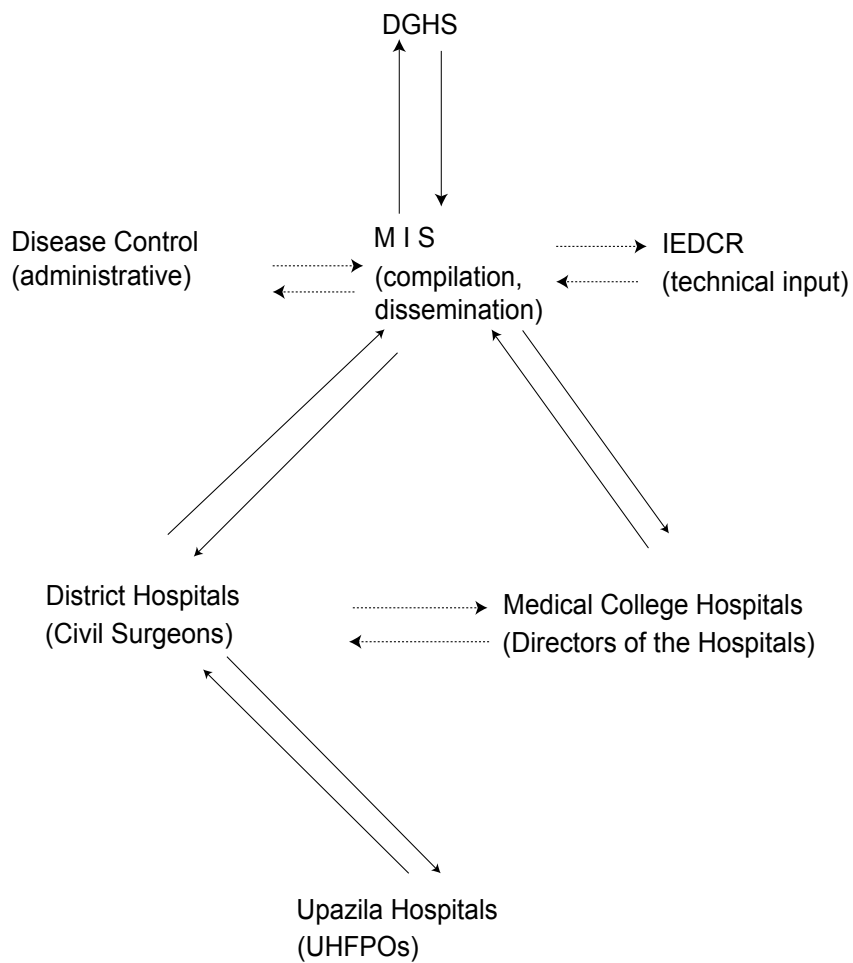 DGHS
Disease Control
(administrative)
M I S
(compilation,
dissemination)
IEDCR
(technical input)
District Hospitals
(Civil Surgeons)
Medical College Hospitals
(Directors of the Hospitals)
Upazila Hospitals
(UHFPOs)